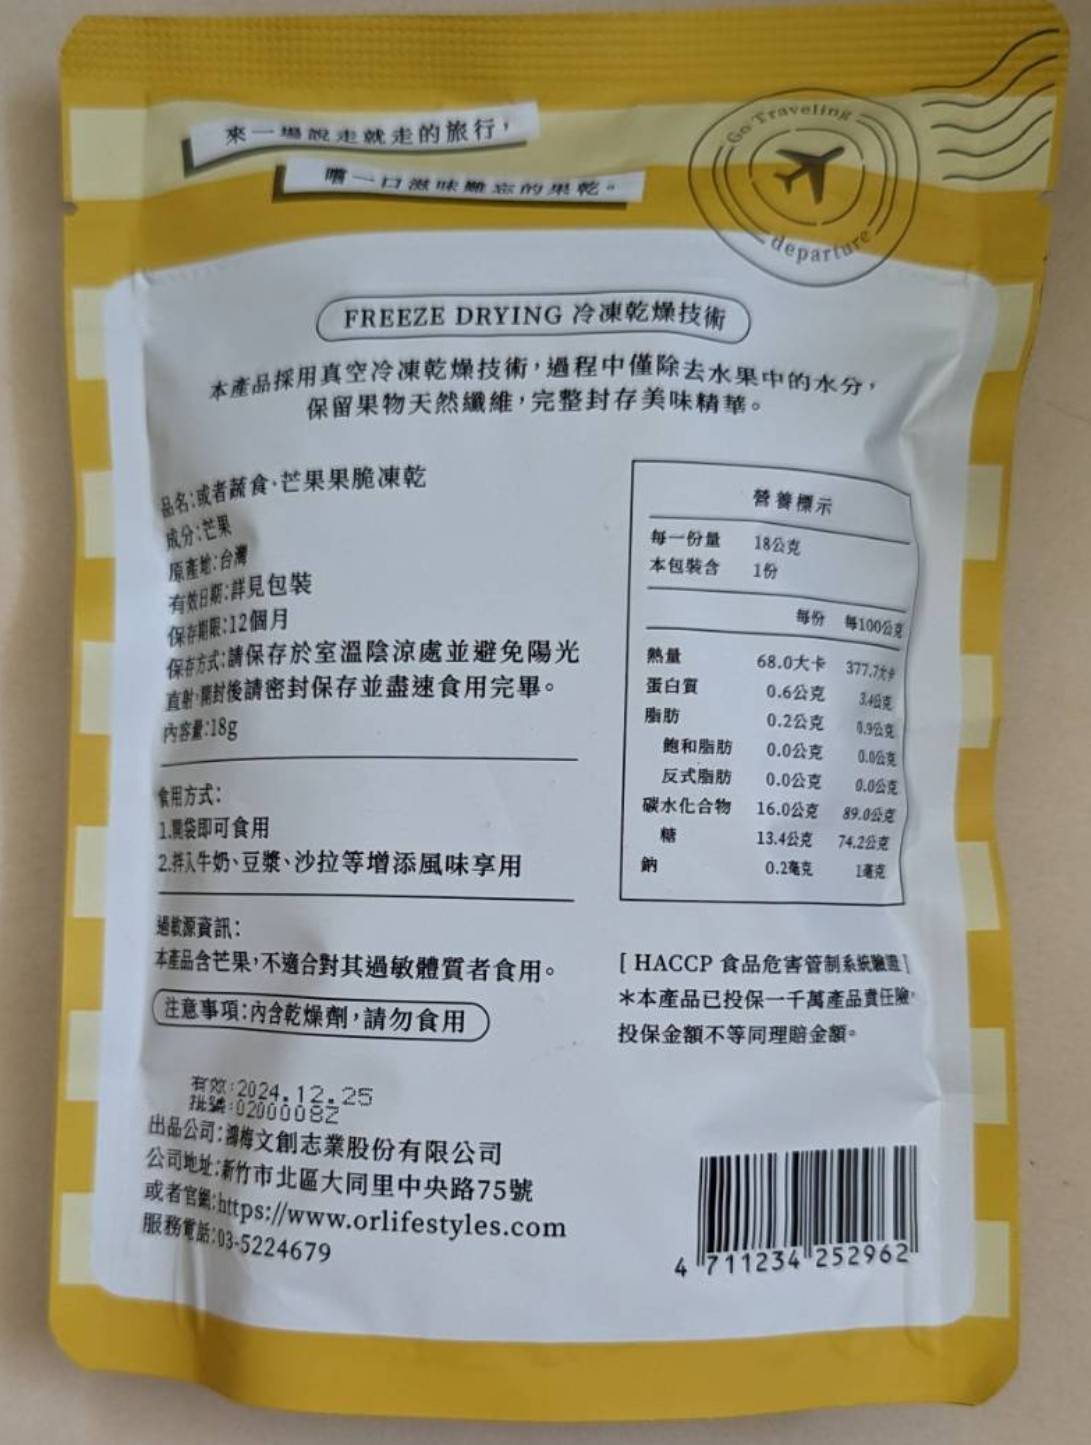 來一場說走就走的旅行，
嚐一口滋味難忘的果乾。
Go Traveling
departure
FREEZE DRYING 冷凍乾燥技術
本產品採用真空冷凍乾燥技術，過程中僅除去水果中的水分，
保留果物天然纖維，完整封存美味精華。
品名：或者蔬食·芒果果脆凍乾
成分：芒果
原產地：台灣
有效日期：詳見包裝
保存期限：12個月
保存方式：請保存於室溫陰涼處並避免陽光
直射，開封後請密封保存並盡速食用完畢。
內容量：18g
食用方式：
1.開袋即可食用
2.拌入牛奶、豆漿、沙拉等增添風味享用
過敏源資訊：
本產品含芒果，不適合對其過敏體質者食用。
注意事項：內含乾燥劑，請勿食用
有效：2024.12.25
批號：0200008Z
出品公司：鴻梅文創志業股份有限公司
公司地址：新竹市北區大同里中央路75號
或者官網：https://www.orlifestyles.com
服務電話：03-5224679
營養標示
每一份量 18公克
本包裝含 1份
每份 每100公克
熱量 68.0大卡 377.7大卡
蛋白質 0.6公克 3.4公克
脂肪 0.2公克 0.9公克
飽和脂肪 0.0公克 0.0公克
反式脂肪 0.0公克 0.0公克
碳水化合物 16.0公克 89.0公克
糖 13.4公克 74.2公克
鈉 0.2毫克 1毫克
[ HACCP 食品危害管制系統驗證 ]
＊本產品已投保一千萬產品責任險，
投保金額不等同理賠金額。
4 711234 252962